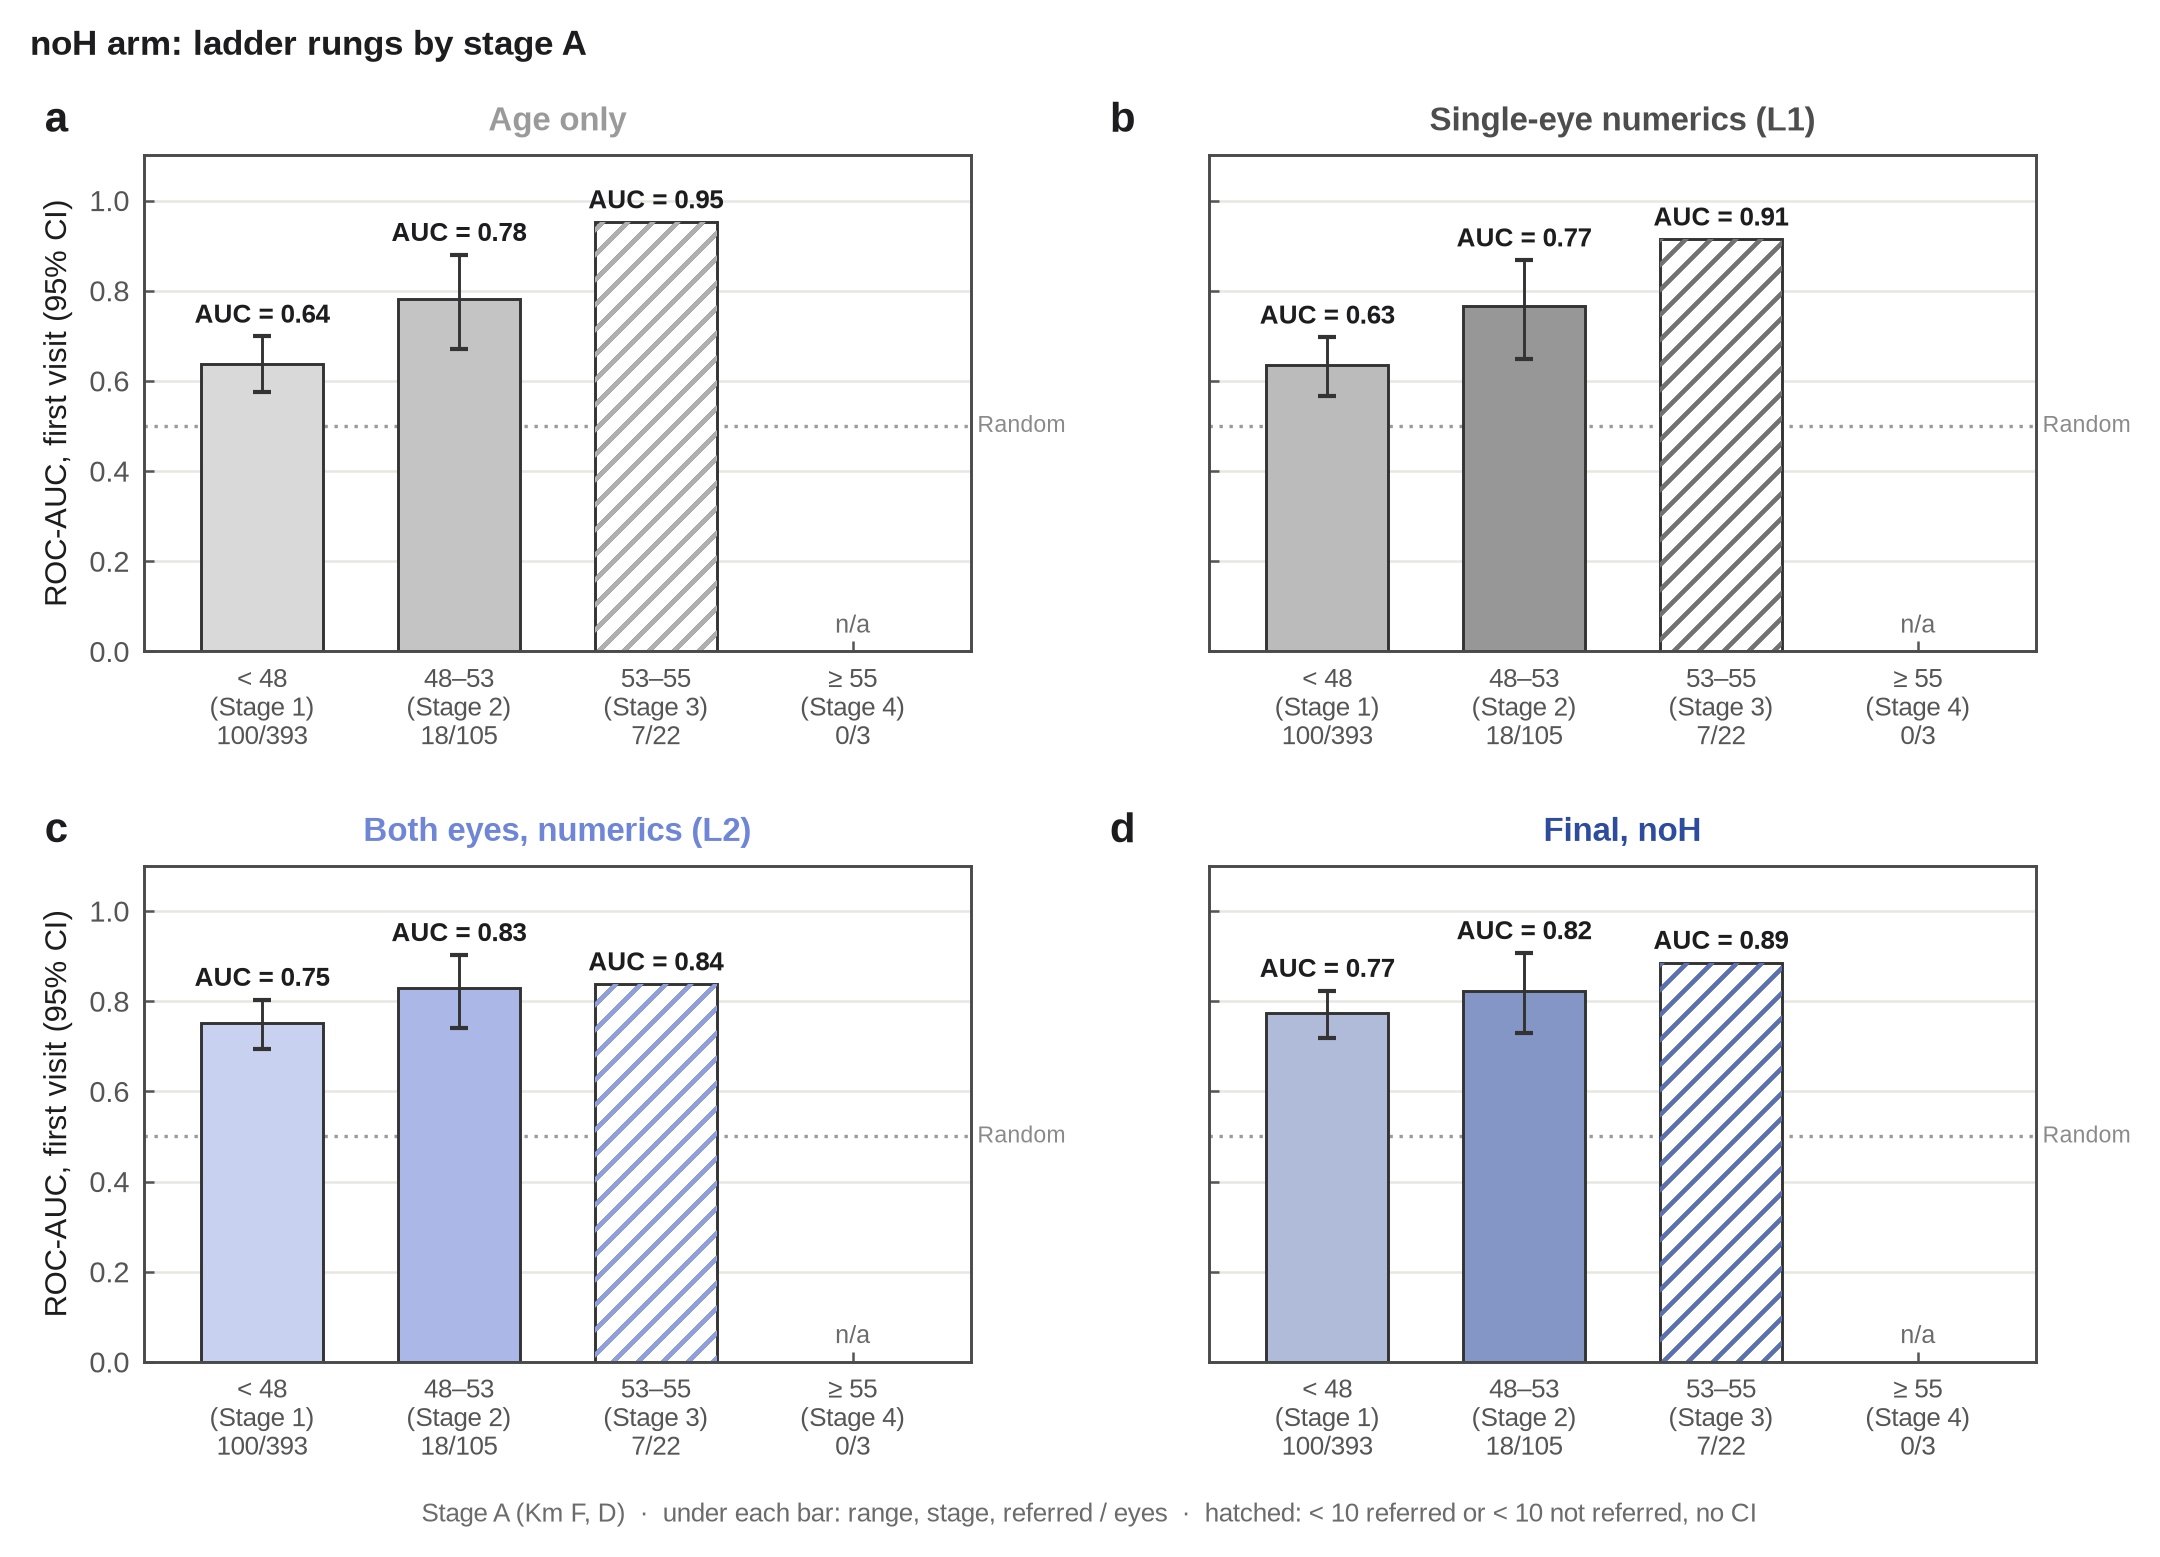 noH arm: ladder rungs by stage A
a
Age only
ROC-AUC, first visit (95% CI)
1.0
0.8
0.6
0.4
0.2
0.0
AUC = 0.64
AUC = 0.78
AUC = 0.95
n/a
Random
< 48
(Stage 1)
100/393
48–53
(Stage 2)
18/105
53–55
(Stage 3)
7/22
≥ 55
(Stage 4)
0/3
b
Single-eye numerics (L1)
AUC = 0.63
AUC = 0.77
AUC = 0.91
n/a
Random
< 48
(Stage 1)
100/393
48–53
(Stage 2)
18/105
53–55
(Stage 3)
7/22
≥ 55
(Stage 4)
0/3
c
Both eyes, numerics (L2)
ROC-AUC, first visit (95% CI)
1.0
0.8
0.6
0.4
0.2
0.0
AUC = 0.75
AUC = 0.83
AUC = 0.84
n/a
Random
< 48
(Stage 1)
100/393
48–53
(Stage 2)
18/105
53–55
(Stage 3)
7/22
≥ 55
(Stage 4)
0/3
d
Final, noH
AUC = 0.77
AUC = 0.82
AUC = 0.89
n/a
Random
< 48
(Stage 1)
100/393
48–53
(Stage 2)
18/105
53–55
(Stage 3)
7/22
≥ 55
(Stage 4)
0/3
Stage A (Km F, D) · under each bar: range, stage, referred / eyes · hatched: < 10 referred or < 10 not referred, no CI